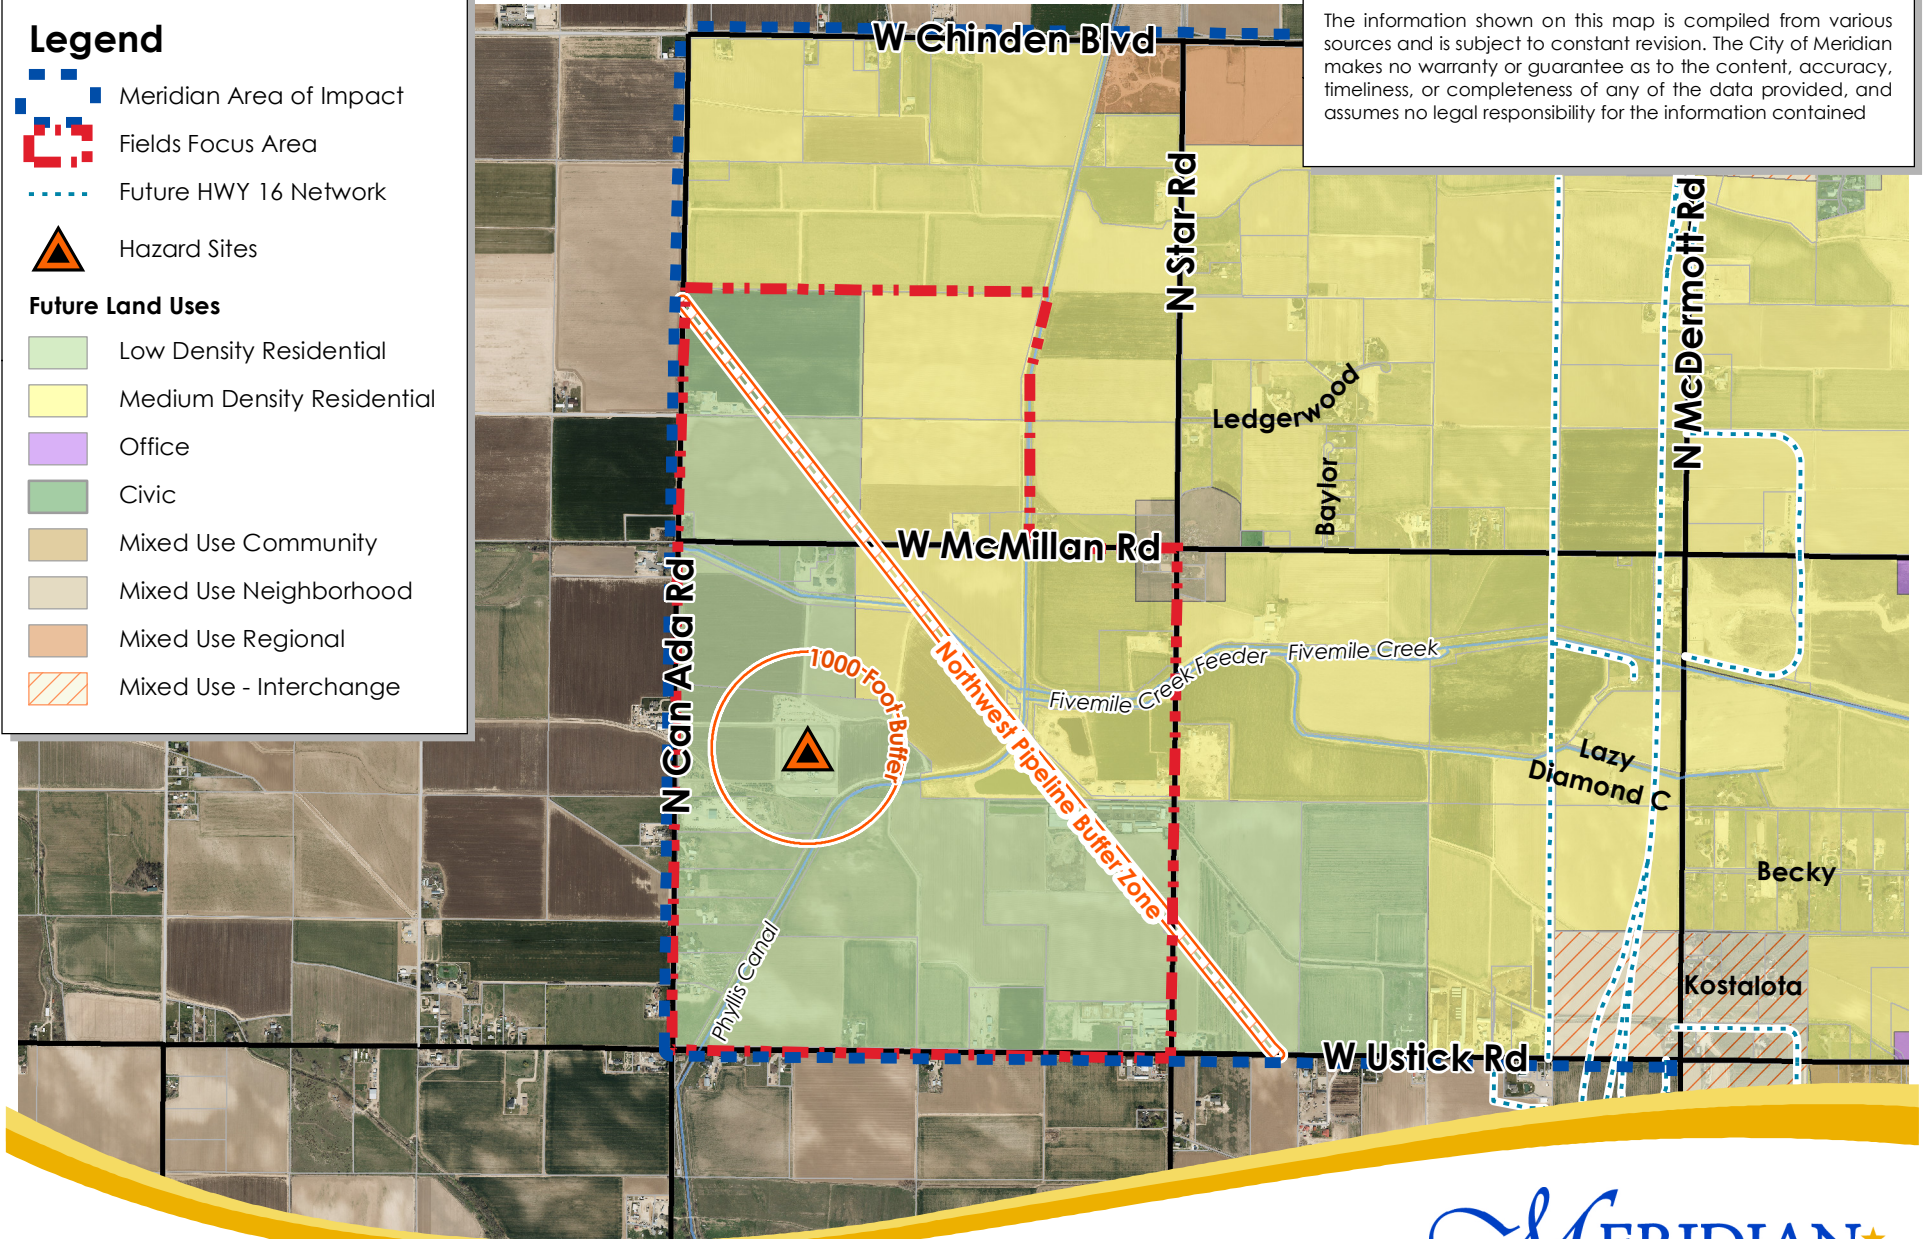 Legend
Meridian Area of Impact
Fields Focus Area
Future HWY 16 Network
Hazard Sites
Future Land Uses
Low Density Residential
Medium Density Residential
Office
Civic
Mixed Use Community
Mixed Use Neighborhood
Mixed Use Regional
Mixed Use - Interchange
The information shown on this map is compiled from various
sources and is subject to constant revision. The City of Meridian
makes no warranty or guarantee as to the content, accuracy,
timeliness, or completeness of any of the data provided, and
assumes no legal responsibility for the information contained
W Chinden Blvd
N Star Rd
N McDermott Rd
Ledgerwood
Baylor
W McMillan Rd
N Can Ada Rd
1000 Foot Buffer
Northwest Pipeline Buffer Zone
Fivemile Creek Feeder
Fivemile Creek
Lazy
Diamond C
Becky
Kostalota
Phyllis Canal
W Ustick Rd
MERIDIAN